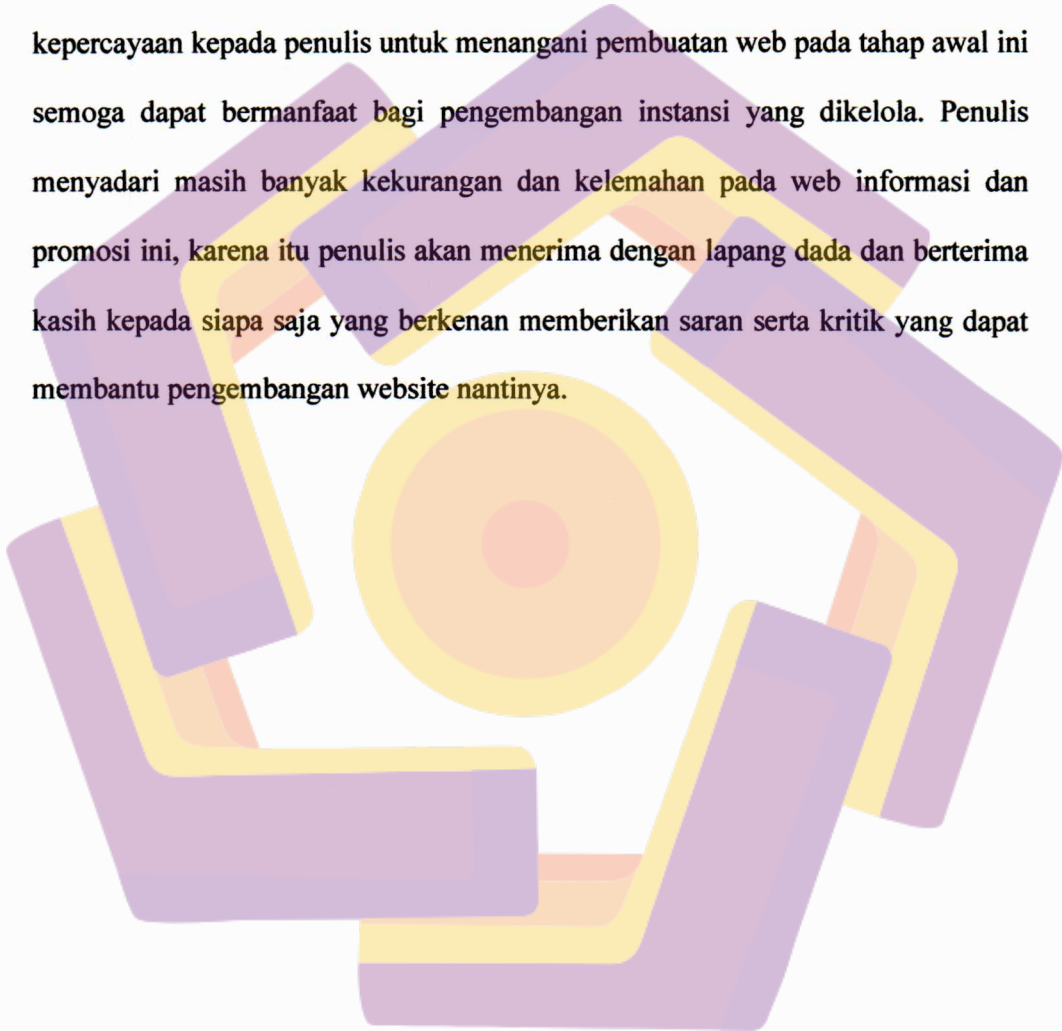 kepercayaan kepada penulis untuk menangani pembuatan web pada tahap awal ini
semoga dapat bermanfaat bagi pengembangan instansi yang dikelola. Penulis
menyadari masih banyak kekurangan dan kelemahan pada web informasi dan
promosi ini, karena itu penulis akan menerima dengan lapang dada dan berterima
kasih kepada siapa saja yang berkenan memberikan saran serta kritik yang dapat
membantu pengembangan website nantinya.